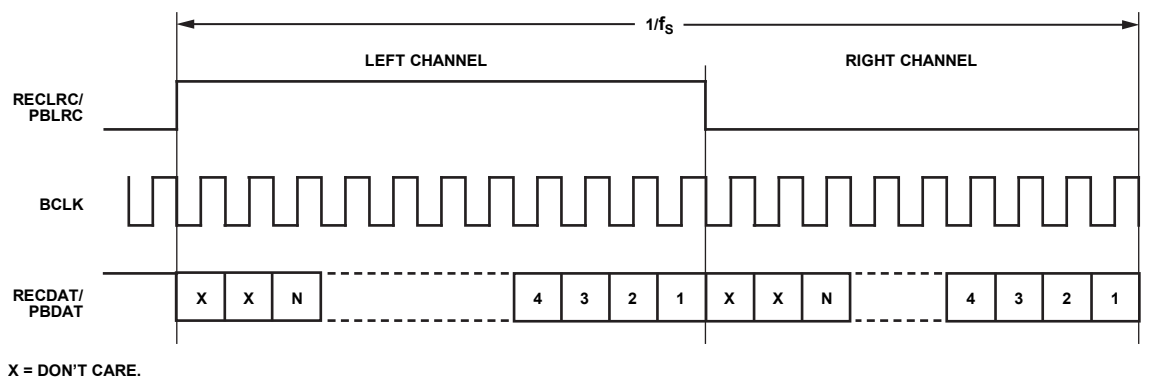 1/fS
LEFT CHANNEL RIGHT CHANNEL
RECLRC/
PBLRC
BCLK
RECDAT/
PBDAT
X X N 4 3 2 1 X X N 4 3 2 1
X = DON'T CARE.